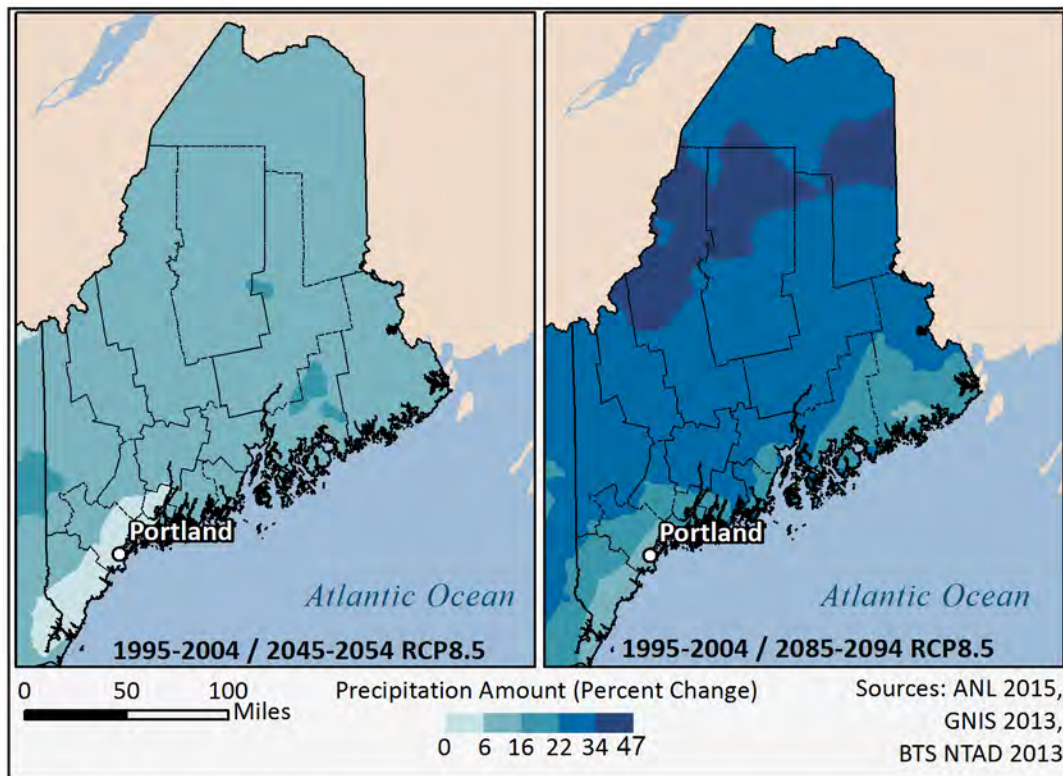 Portland
Atlantic Ocean
1995-2004 / 2045-2054 RCP8.5
Portland
Atlantic Ocean
1995-2004 / 2085-2094 RCP8.5
0 50 100
Miles
Precipitation Amount (Percent Change)
0 6 16 22 34 47
Sources: ANL 2015,
GNIS 2013,
BTS NTAD 2013